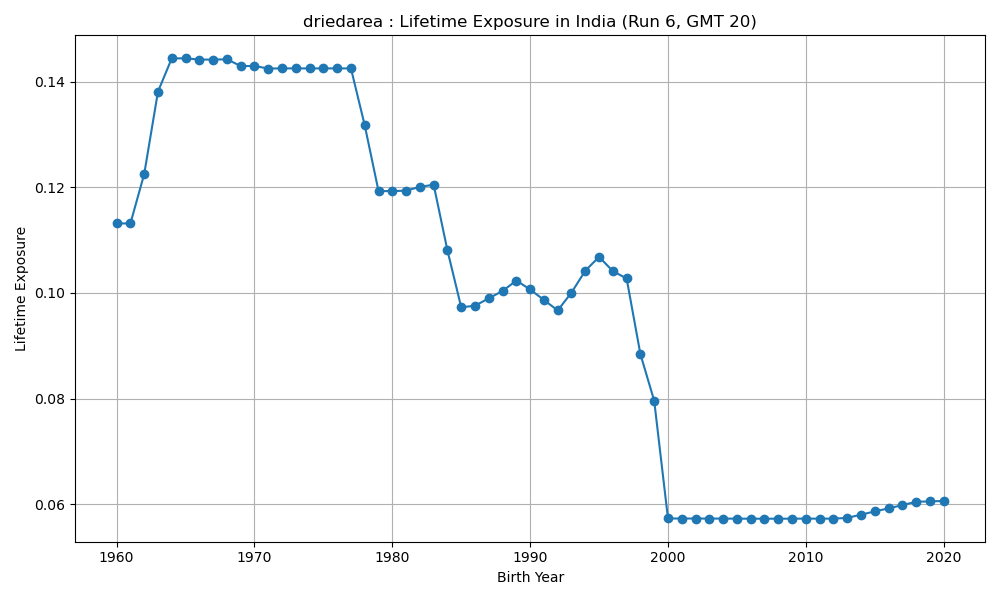 driedarea : Lifetime Exposure in India (Run 6, GMT 20)
Lifetime Exposure
0.14
0.12
0.10
0.08
0.06
1960 1970 1980 1990 2000 2010 2020
Birth Year